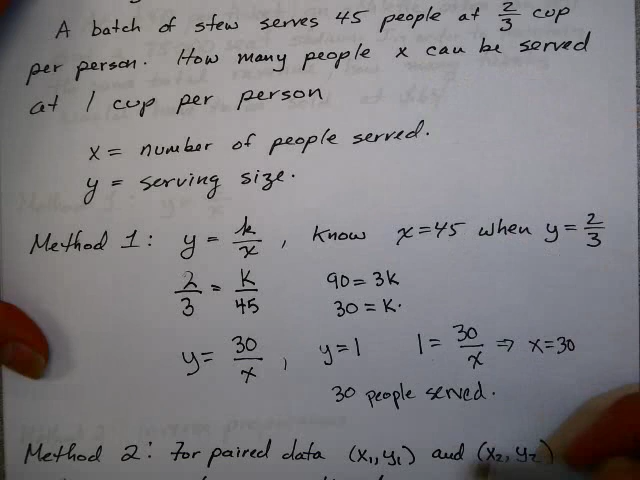 A batch of stew serves 45 people at 2/3 cup
per person. How many people x can be served
at 1 cup per person
x = number of people served.
y = serving size.
Method 1: y = k/x, know x=45 when y=2/3
2/3 = k/45 90=3k
30=k.
y= 30/x, y=1 1= 30/x ⇒ x=30
30 people served.
Method 2: For paired data (x₁,y₁) and (x₂,y₂)